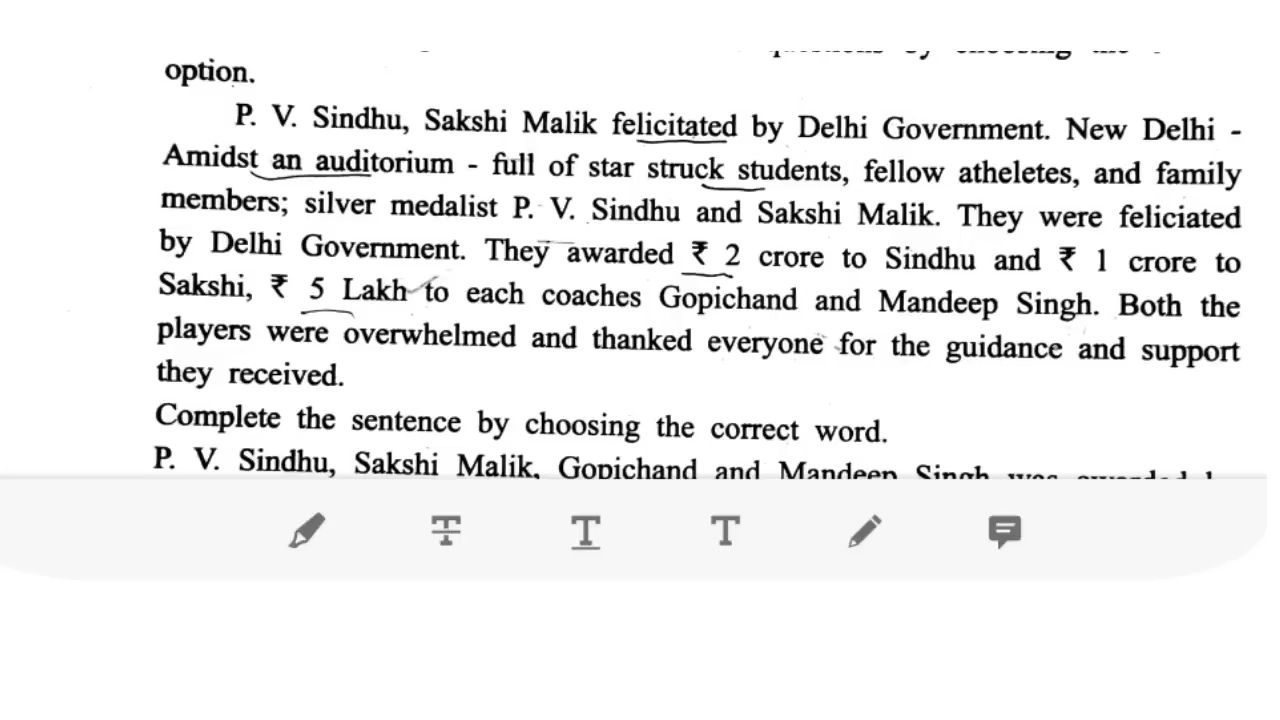 option.
P. V. Sindhu, Sakshi Malik felicitated by Delhi Government. New Delhi -
Amidst an auditorium - full of star struck students, fellow atheletes, and family
members; silver medalist P. V. Sindhu and Sakshi Malik. They were feliciated
by Delhi Government. They awarded ₹ 2 crore to Sindhu and ₹ 1 crore to
Sakshi, ₹ 5 Lakh to each coaches Gopichand and Mandeep Singh. Both the
players were overwhelmed and thanked everyone for the guidance and support
they received.
Complete the sentence by choosing the correct word.
P. V. Sindhu, Sakshi Malik, Gopichand and Mandeep Singh was awarded